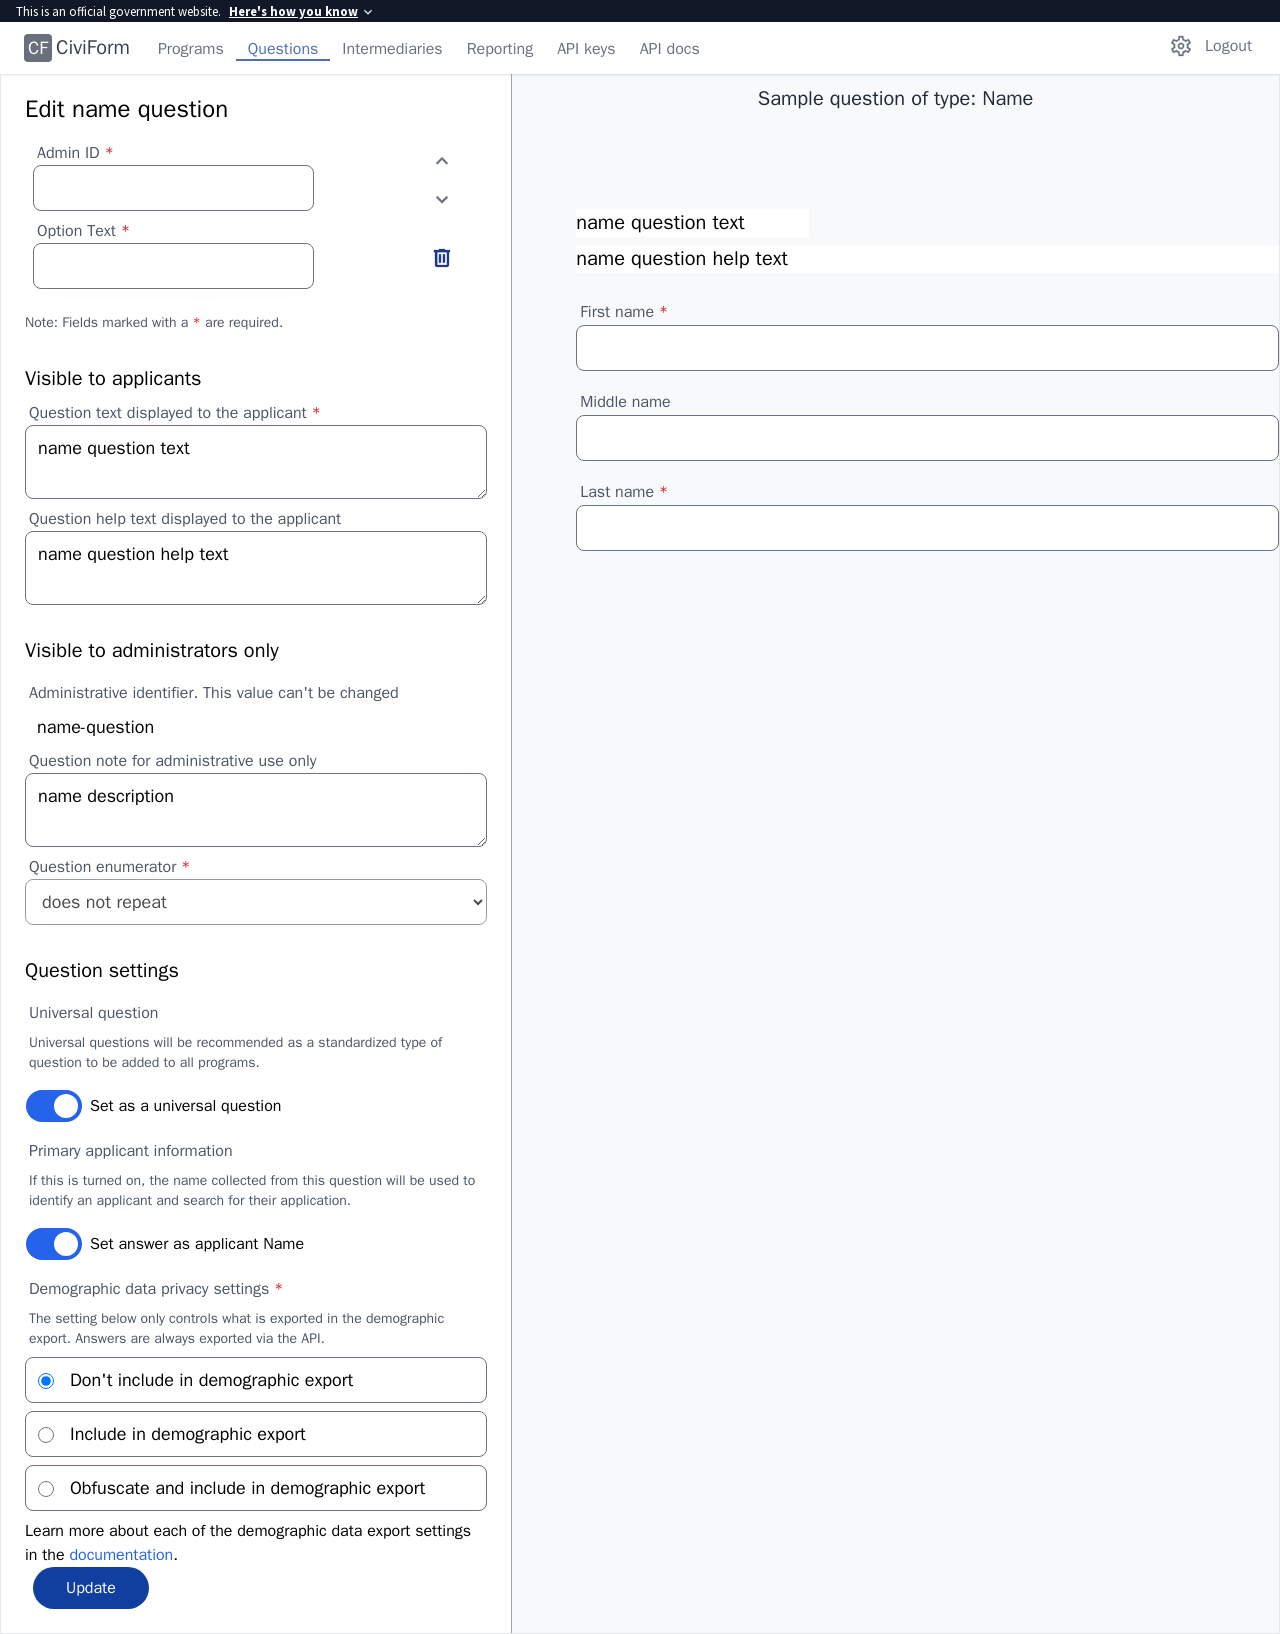 This is an official government website. Here's how you know
CF CiviForm Programs Questions Intermediaries Reporting API keys API docs Logout
Edit name question
Admin ID *
Option Text *
Note: Fields marked with a * are required.
Visible to applicants
Question text displayed to the applicant *
name question text
Question help text displayed to the applicant
name question help text
Visible to administrators only
Administrative identifier. This value can't be changed
name-question
Question note for administrative use only
name description
Question enumerator *
does not repeat
Question settings
Universal question
Universal questions will be recommended as a standardized type of
question to be added to all programs.
Set as a universal question
Primary applicant information
If this is turned on, the name collected from this question will be used to
identify an applicant and search for their application.
Set answer as applicant Name
Demographic data privacy settings *
The setting below only controls what is exported in the demographic
export. Answers are always exported via the API.
Don't include in demographic export
Include in demographic export
Obfuscate and include in demographic export
Learn more about each of the demographic data export settings
in the documentation.
Update
Sample question of type: Name
name question text
name question help text
First name *
Middle name
Last name *